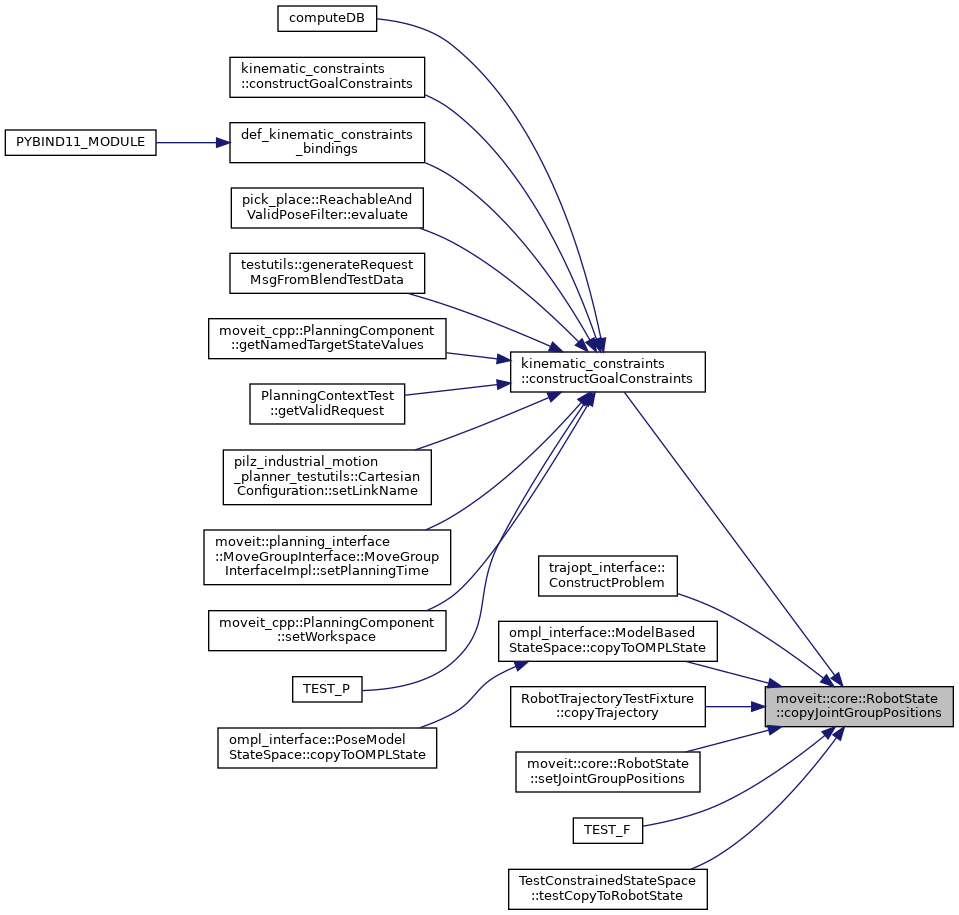 computeDB
kinematic_constraints
::constructGoalConstraints
PYBIND11_MODULE
def_kinematic_constraints
_bindings
pick_place::ReachableAnd
ValidPoseFilter::evaluate
testutils::generateRequest
MsgFromBlendTestData
moveit_cpp::PlanningComponent
::getNamedTargetStateValues
kinematic_constraints
::constructGoalConstraints
PlanningContextTest
::getValidRequest
pilz_industrial_motion
_planner_testutils::Cartesian
Configuration::setLinkName
moveit::planning_interface
::MoveGroupInterface::MoveGroup
InterfaceImpl::setPlanningTime
trajopt_interface::
ConstructProblem
moveit_cpp::PlanningComponent
::setWorkspace
ompl_interface::ModelBased
StateSpace::copyToOMPLState
TEST_P
RobotTrajectoryTestFixture
::copyTrajectory
moveit::core::RobotState
::copyJointGroupPositions
ompl_interface::PoseModel
StateSpace::copyToOMPLState
moveit::core::RobotState
::setJointGroupPositions
TEST_F
TestConstrainedStateSpace
::testCopyToRobotState